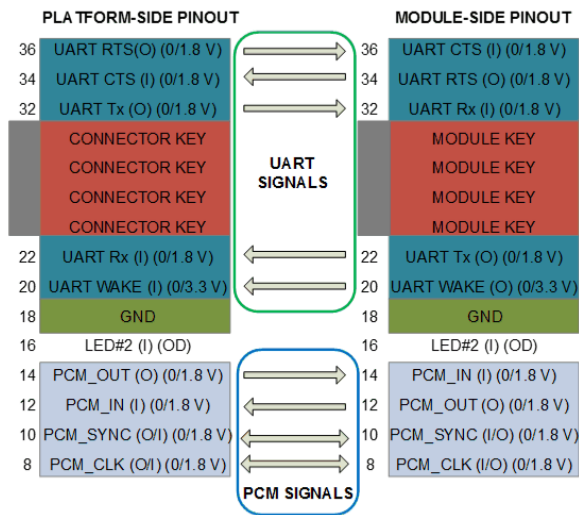 PLATFORM-SIDE PINOUT MODULE-SIDE PINOUT
36 UART RTS(O) (0/1.8 V) 36 UART CTS (I) (0/1.8 V)
34 UART CTS (I) (0/1.8 V) 34 UART RTS (O) (0/1.8 V)
32 UART Tx (O) (0/1.8 V) 32 UART Rx (I) (0/1.8 V)
CONNECTOR KEY MODULE KEY
CONNECTOR KEY UART MODULE KEY
CONNECTOR KEY SIGNALS MODULE KEY
CONNECTOR KEY MODULE KEY
22 UART Rx (I) (0/1.8 V) 22 UART Tx (O) (0/1.8 V)
20 UART WAKE (I) (0/3.3 V) 20 UART WAKE (O) (0/3.3 V)
18 GND 18 GND
16 LED#2 (I) (OD) 16 LED#2 (I) (OD)
14 PCM_OUT (O) (0/1.8 V) 14 PCM_IN (I) (0/1.8 V)
12 PCM_IN (I) (0/1.8 V) 12 PCM_OUT (O) (0/1.8 V)
10 PCM_SYNC (O/I) (0/1.8 V) 10 PCM_SYNC (I/O) (0/1.8 V)
8 PCM_CLK (O/I) (0/1.8 V) 8 PCM_CLK (I/O) (0/1.8 V)
PCM SIGNALS